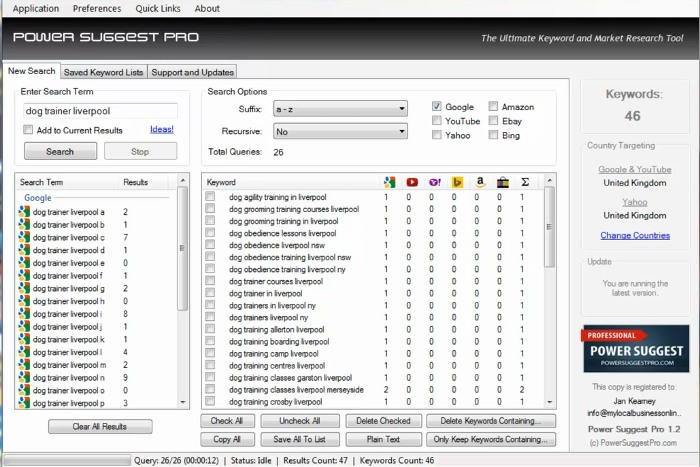 Application Preferences Quick Links About
POWER SUGGEST PRO
The Ultimate Keyword and Market Research Tool
New Search Saved Keyword Lists Support and Updates
Enter Search Term
dog trainer liverpool
Add to Current Results Ideas!
Search Stop
Search Options
Suffix: a - z
Recursive: No
Total Queries: 26
Google Amazon
YouTube Ebay
Yahoo Bing
Search Term Results
Google
dog trainer liverpool a 2
dog trainer liverpool b 1
dog trainer liverpool c 7
dog trainer liverpool d 1
dog trainer liverpool e 0
dog trainer liverpool f 1
dog trainer liverpool g 2
dog trainer liverpool h 0
dog trainer liverpool i 8
dog trainer liverpool j 1
dog trainer liverpool k 1
dog trainer liverpool l 4
dog trainer liverpool m 2
dog trainer liverpool n 9
dog trainer liverpool o 0
dog trainer liverpool p 3
Clear All Results
Keyword Σ
dog agility training in liverpool 1 0 0 0 0 0 1
dog grooming training courses liverpool 1 0 0 0 0 0 1
dog grooming training in liverpool 1 0 0 0 0 0 1
dog obedience lessons liverpool 1 0 0 0 0 0 1
dog obedience liverpool nsw 1 0 0 0 0 0 1
dog obedience training liverpool nsw 1 0 0 0 0 0 1
dog obedience training liverpool ny 1 0 0 0 0 0 1
dog trainer courses liverpool 1 0 0 0 0 0 1
dog trainer in liverpool 1 0 0 0 0 0 1
dog trainers in liverpool ny 1 0 0 0 0 0 1
dog trainers liverpool ny 1 0 0 0 0 0 1
dog training allerton liverpool 1 0 0 0 0 0 1
dog training boarding liverpool 1 0 0 0 0 0 1
dog training camp liverpool 1 0 0 0 0 0 1
dog training centres liverpool 1 0 0 0 0 0 1
dog training classes garston liverpool 1 0 0 0 0 0 1
dog training classes liverpool merseyside 2 0 0 0 0 0 2
dog training crosby liverpool 1 0 0 0 0 0 1
Check All Uncheck All Delete Checked Delete Keywords Containing...
Copy All Save All To List Plain Text Only Keep Keywords Containing...
Keywords:
46
Country Targeting
Google & YouTube
United Kingdom
Yahoo
United Kingdom
Change Countries
Update
You are running the
latest version.
PROFESSIONAL
POWER SUGGEST
POWERSUGGESTPRO.COM
This copy is registered to:
Jan Kearney
info@mylocalbusinessonlin..
Power Suggest Pro 1.2
(c) PowerSuggestPro.com
Query: 26/26 (00:00:12) | Status: Idle | Results Count: 47 | Keywords Count: 46